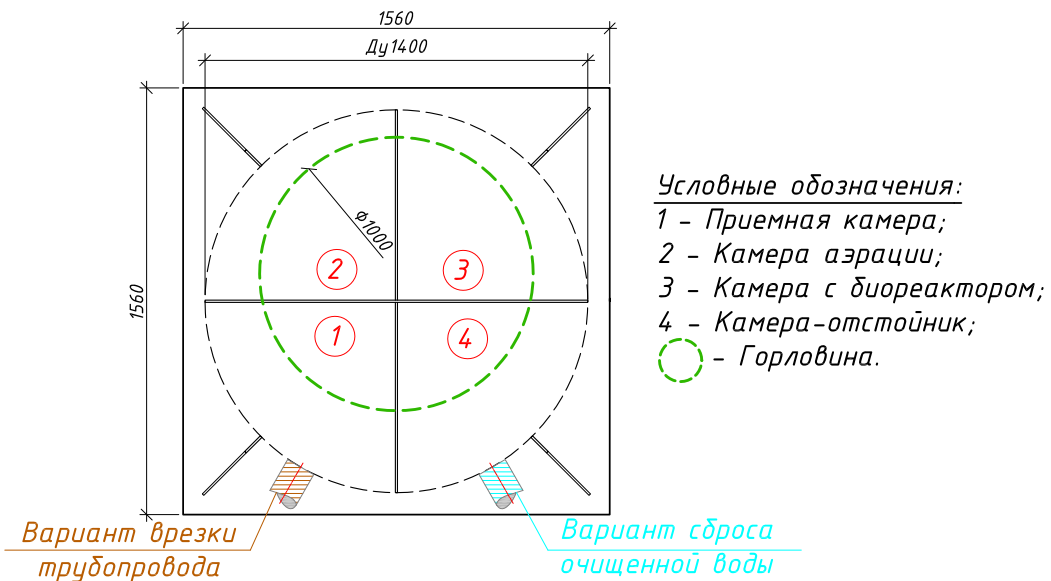 1560
Ду1400
1560
ϕ1000
2
3
1
4
Условные обозначения:
1 - Приемная камера;
2 - Камера аэрации;
3 - Камера с биореактором;
4 - Камера-отстойник;
- Горловина.
Вариант врезки
трубопровода
Вариант сброса
очищенной воды